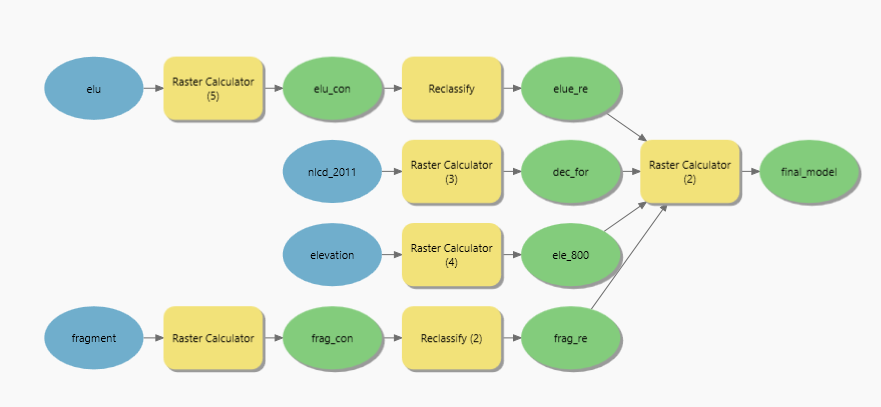 elu
Raster Calculator
(5)
elu_con
Reclassify
elue_re
nlcd_2011
Raster Calculator
(3)
dec_for
Raster Calculator
(2)
final_model
elevation
Raster Calculator
(4)
ele_800
fragment
Raster Calculator
frag_con
Reclassify (2)
frag_re